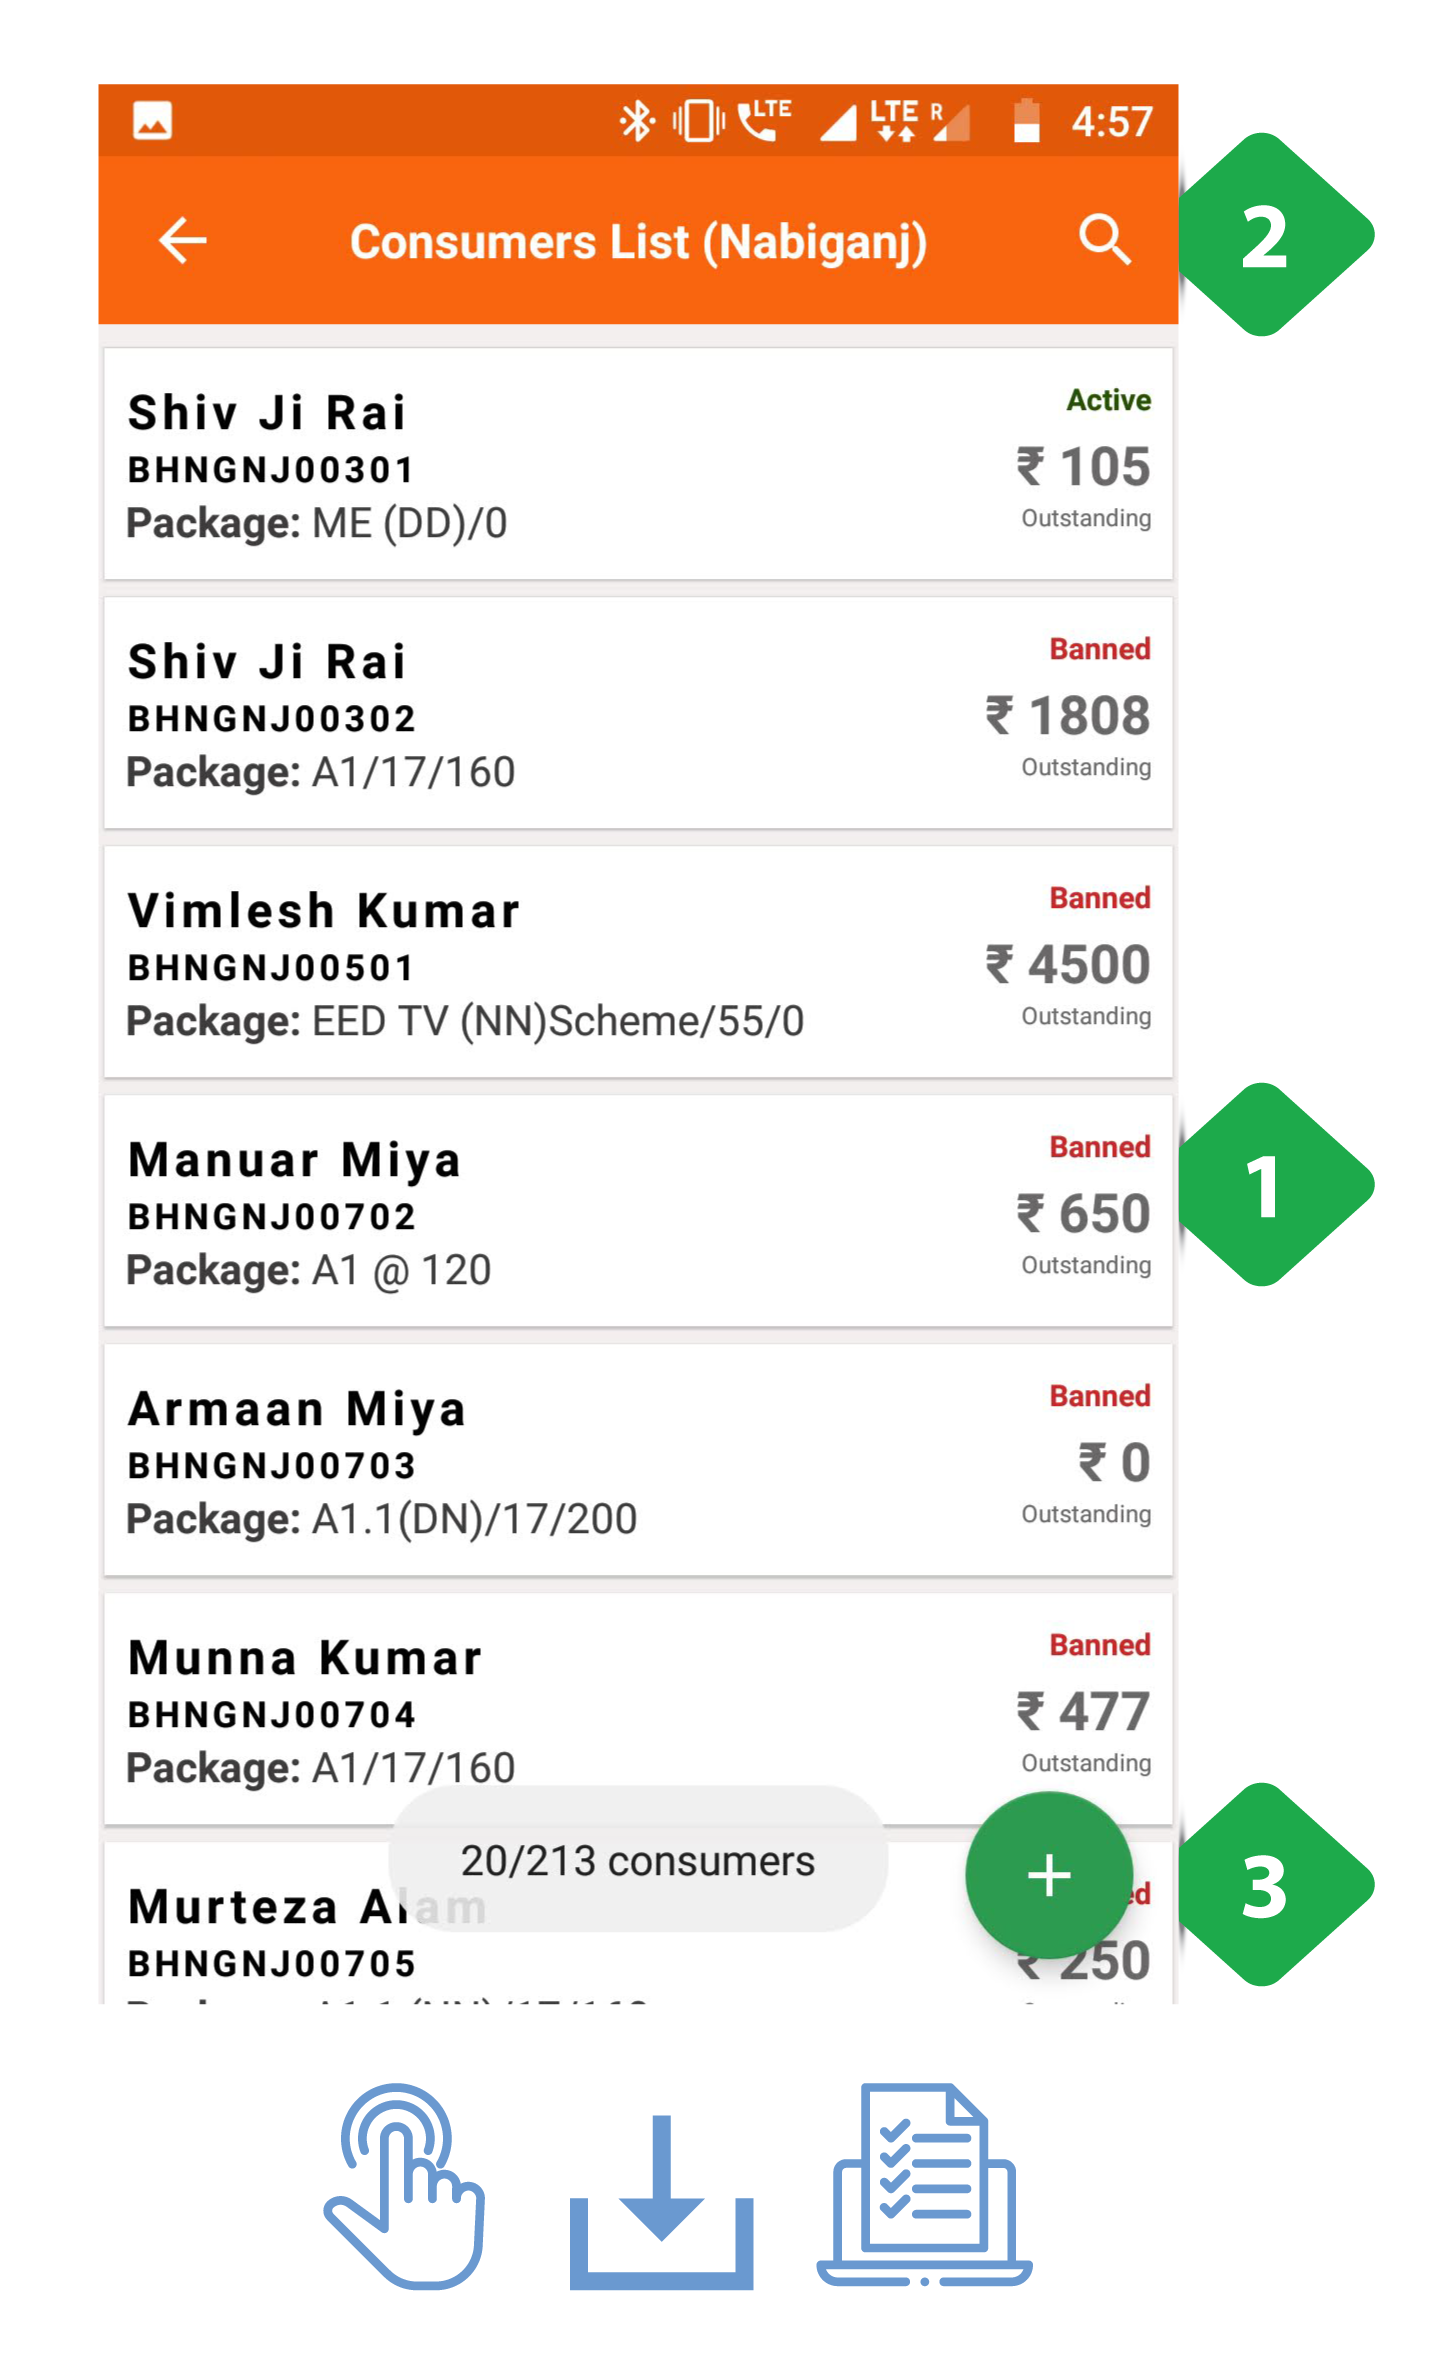 LTE LTE R 4:57
Consumers List (Nabiganj)
2
Shiv Ji Rai
Active
BHNGNJ00301
₹ 105
Package: ME (DD)/0
Outstanding
Shiv Ji Rai
Banned
BHNGNJ00302
₹ 1808
Package: A1/17/160
Outstanding
Vimlesh Kumar
Banned
BHNGNJ00501
₹ 4500
Package: EED TV (NN)Scheme/55/0
Outstanding
Manuar Miya
Banned
BHNGNJ00702
₹ 650
Package: A1 @ 120
Outstanding
1
Armaan Miya
Banned
BHNGNJ00703
₹ 0
Package: A1.1(DN)/17/200
Outstanding
Munna Kumar
Banned
BHNGNJ00704
₹ 477
Package: A1/17/160
Outstanding
20/213 consumers
+
3
Murteza Alam
BHNGNJ00705
₹ 250